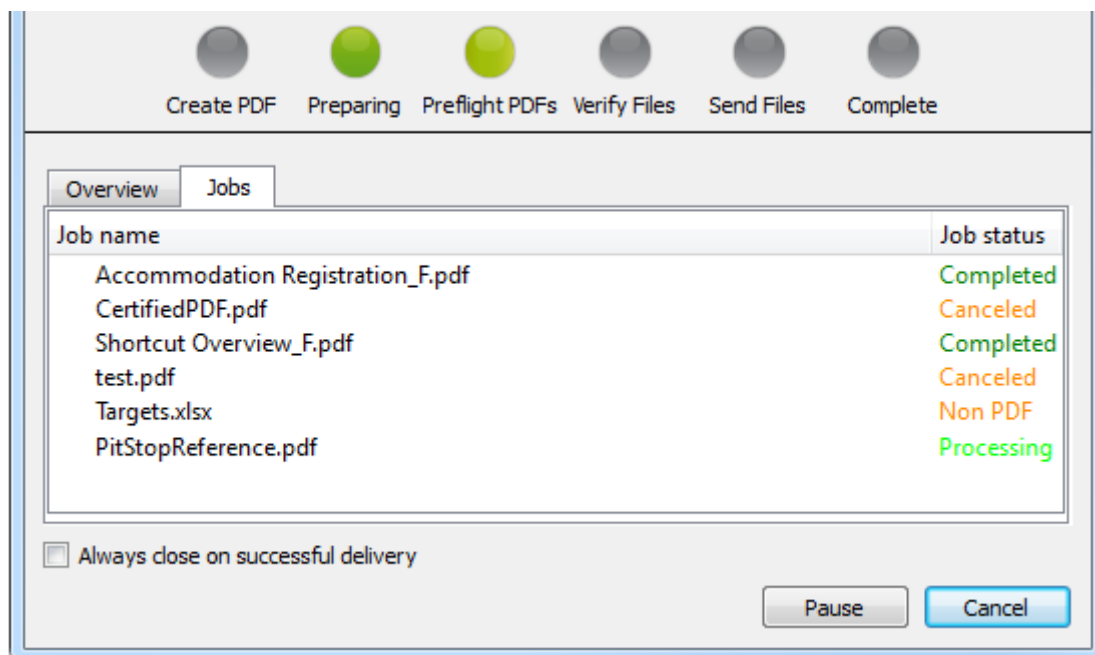 Create PDF Preparing Preflight PDFs Verify Files Send Files Complete
Overview Jobs
Job name Job status
Accommodation Registration_F.pdf Completed
CertifiedPDF.pdf Canceled
Shortcut Overview_F.pdf Completed
test.pdf Canceled
Targets.xlsx Non PDF
PitStopReference.pdf Processing
Always close on successful delivery
Pause Cancel